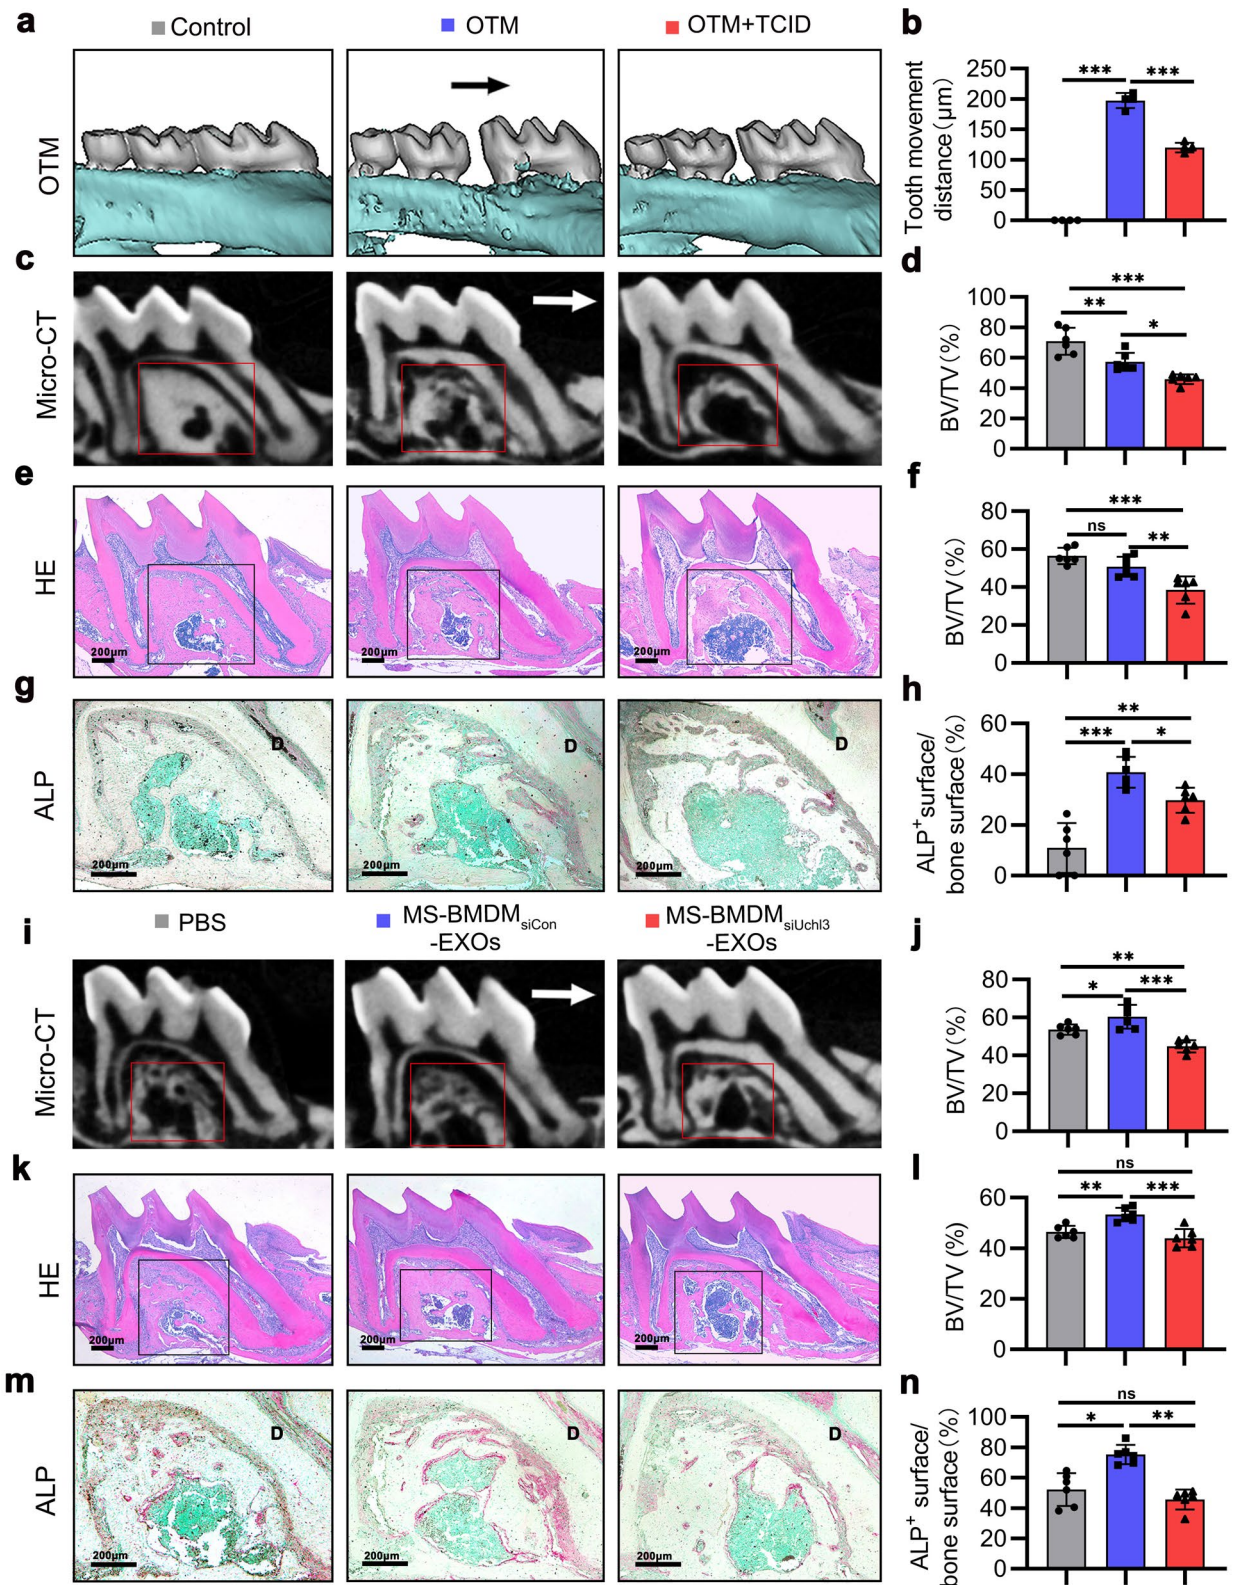 a
Control
OTM
OTM+TCID
OTM
b
Tooth movement
distance (μm)
250
200
150
100
50
0
***
***
c
Micro-CT
d
BV/TV (%)
100
80
60
40
20
0
***
**
*
e
HE
200μm
200μm
200μm
f
BV/TV (%)
80
60
40
20
0
***
ns
**
g
ALP
D
200μm
D
200μm
D
200μm
h
ALP+ surface/
bone surface (%)
60
40
20
0
**
***
*
i
PBS
MS-BMDMsiCon
-EXOs
MS-BMDMsiUchl3
-EXOs
Micro-CT
j
BV/TV (%)
80
60
40
20
0
**
*
***
k
HE
200μm
200μm
200μm
l
BV/TV (%)
60
40
20
0
ns
**
***
m
ALP
D
200μm
D
200μm
D
200μm
n
ALP+ surface/
bone surface (%)
100
80
60
40
20
0
ns
*
**